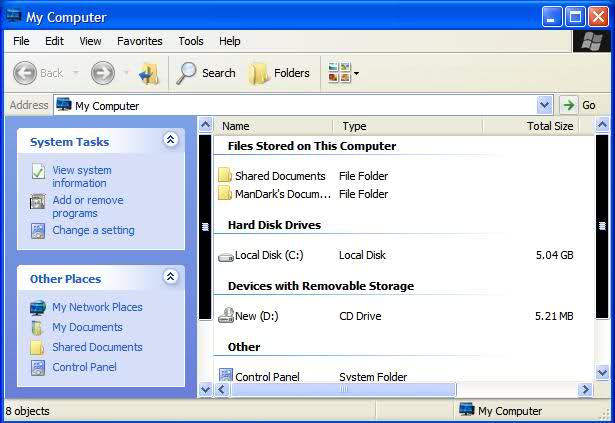 My Computer
File Edit View Favorites Tools Help
Back Search Folders
Address My Computer Go
System Tasks
View system
information
Add or remove
programs
Change a setting
Other Places
My Network Places
My Documents
Shared Documents
Control Panel
Name Type Total Size
Files Stored on This Computer
Shared Documents File Folder
ManDark's Docum... File Folder
Hard Disk Drives
Local Disk (C:) Local Disk 5.04 GB
Devices with Removable Storage
New (D:) CD Drive 5.21 MB
Other
Control Panel System Folder
8 objects My Computer